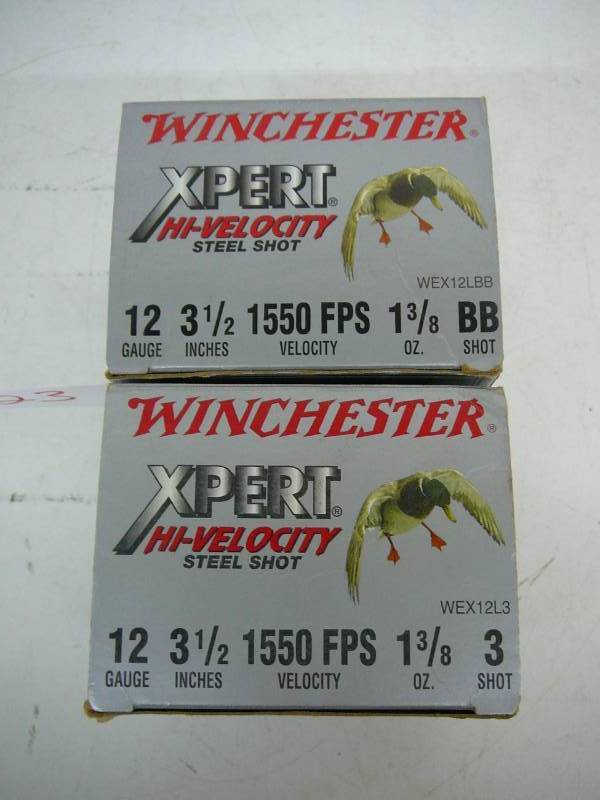 WINCHESTER®
XPERT®
HI-VELOCITY
STEEL SHOT
WEX12LBB
12 3 1/2 1550 FPS 1 3/8 BB
GAUGE INCHES VELOCITY OZ. SHOT
23
WINCHESTER®
XPERT®
HI-VELOCITY
STEEL SHOT
WEX12L3
12 3 1/2 1550 FPS 1 3/8 3
GAUGE INCHES VELOCITY OZ. SHOT